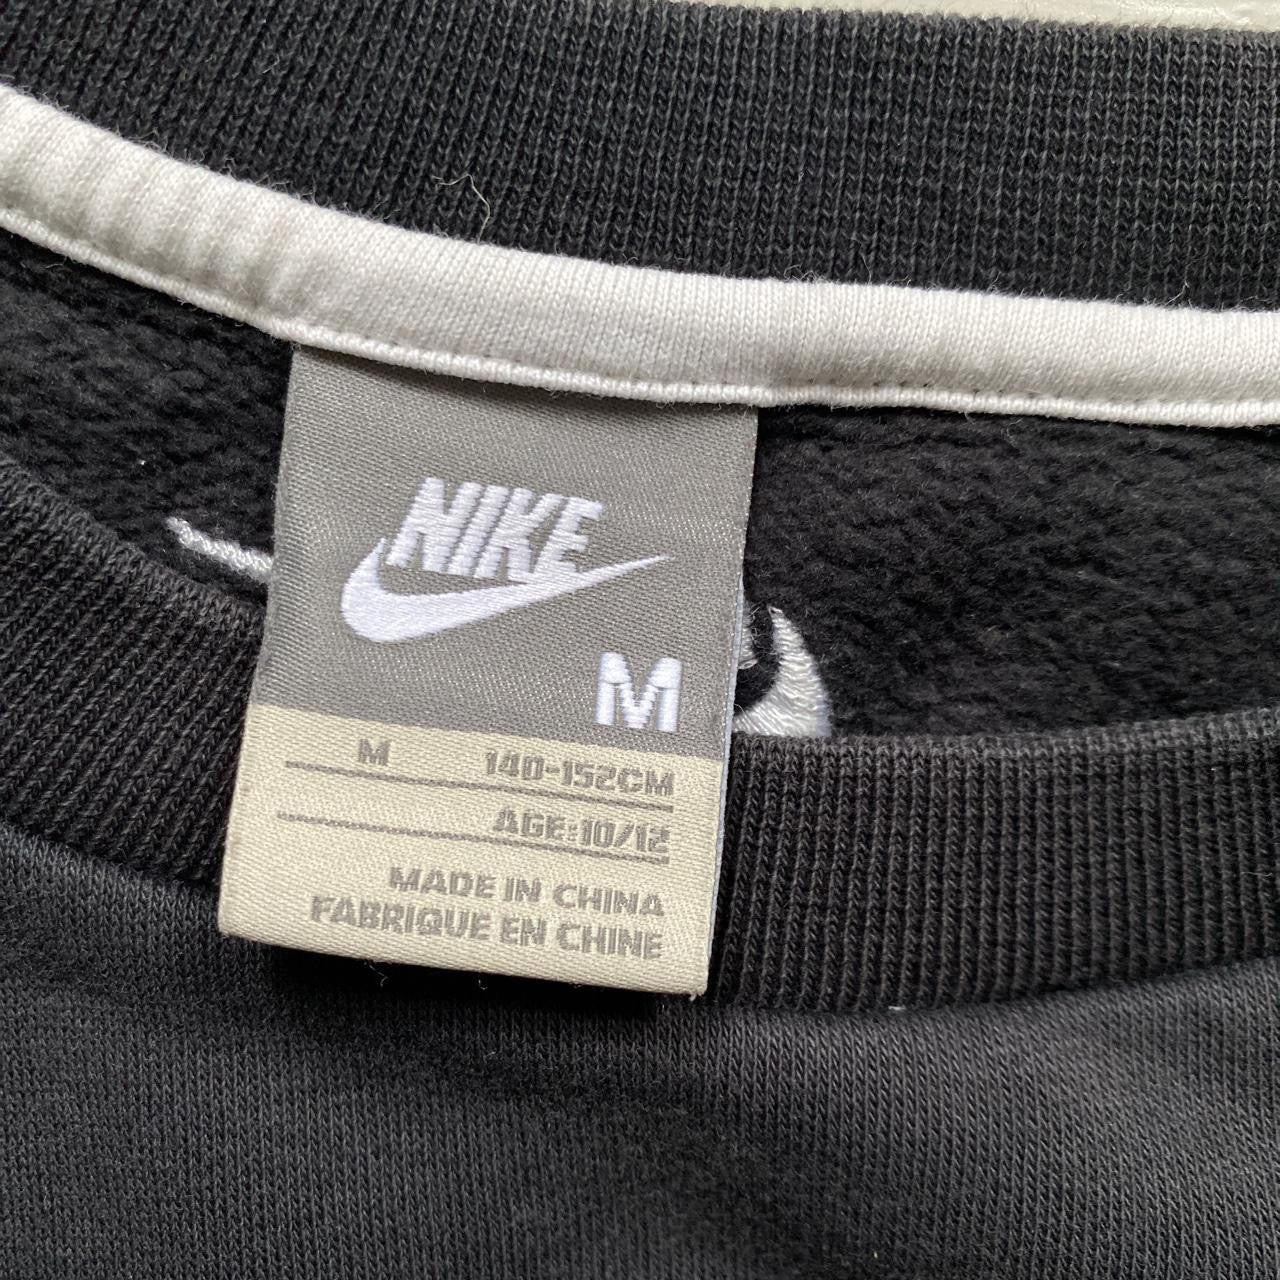 NIKE
M
M 140-152CM
AGE:10/12
MADE IN CHINA
FABRIQUE EN CHINE